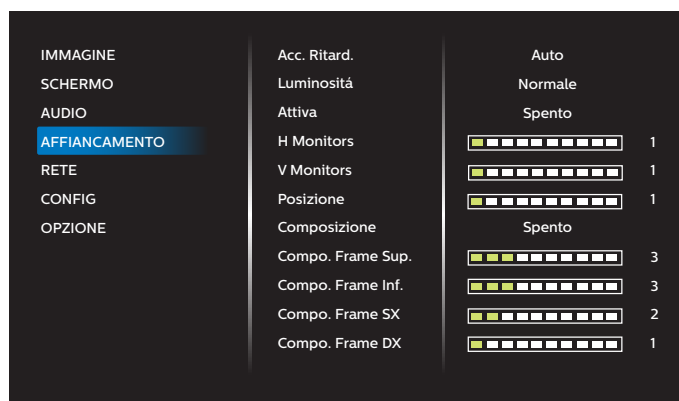 IMMAGINE
SCHERMO
AUDIO
AFFIANCAMENTO
RETE
CONFIG
OPZIONE
Acc. Ritard. Auto
Luminositá Normale
Attiva Spento
H Monitors 1
V Monitors 1
Posizione 1
Composizione Spento
Compo. Frame Sup. 3
Compo. Frame Inf. 3
Compo. Frame SX 2
Compo. Frame DX 1